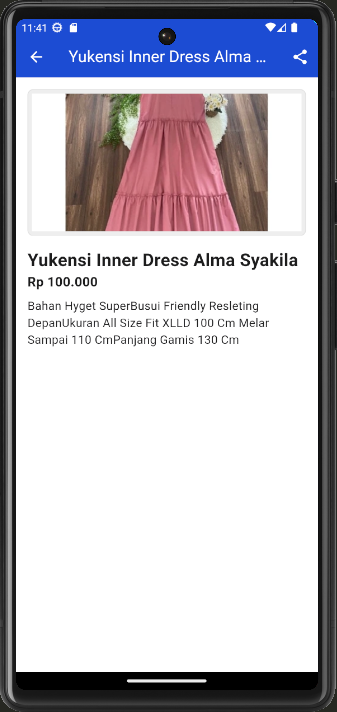 11:41
Yukensi Inner Dress Alma ...
Yukensi Inner Dress Alma Syakila
Rp 100.000
Bahan Hyget SuperBusui Friendly Resleting
DepanUkuran All Size Fit XLLD 100 Cm Melar
Sampai 110 CmPanjang Gamis 130 Cm